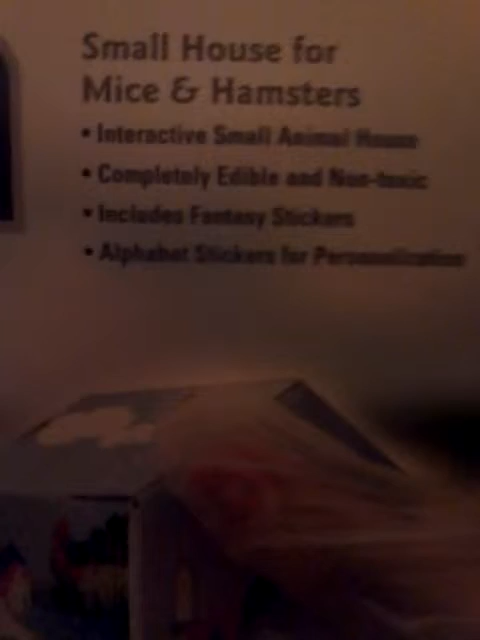 Small House for
Mice & Hamsters
• Interactive Small Animal House
• Completely Edible and Non-toxic
• Includes Fantasy Stickers
• Alphabet Stickers for Personalization